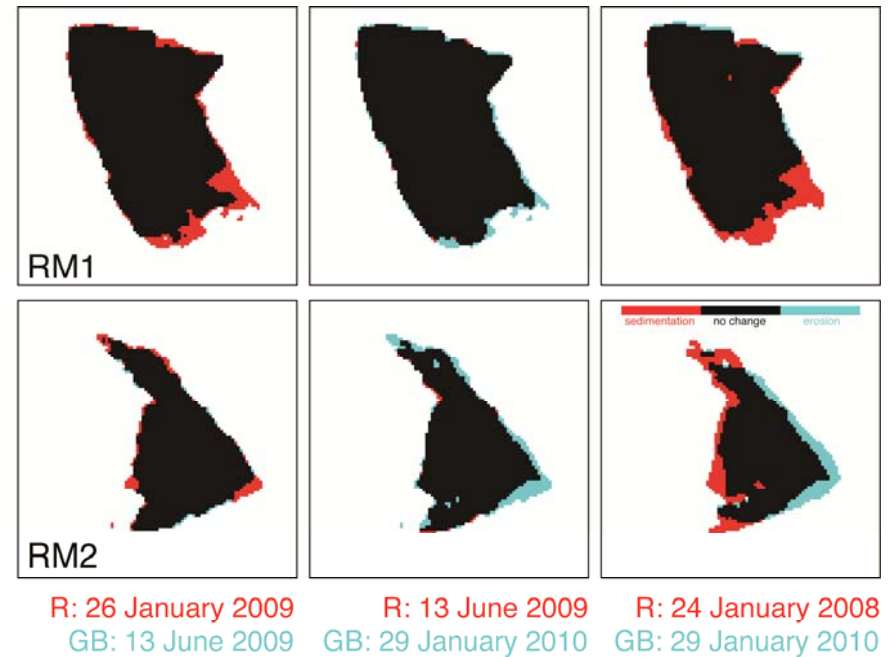 RM1
sedimentation no change erosion
RM2
R: 26 January 2009 R: 13 June 2009 R: 24 January 2008
GB: 13 June 2009 GB: 29 January 2010 GB: 29 January 2010